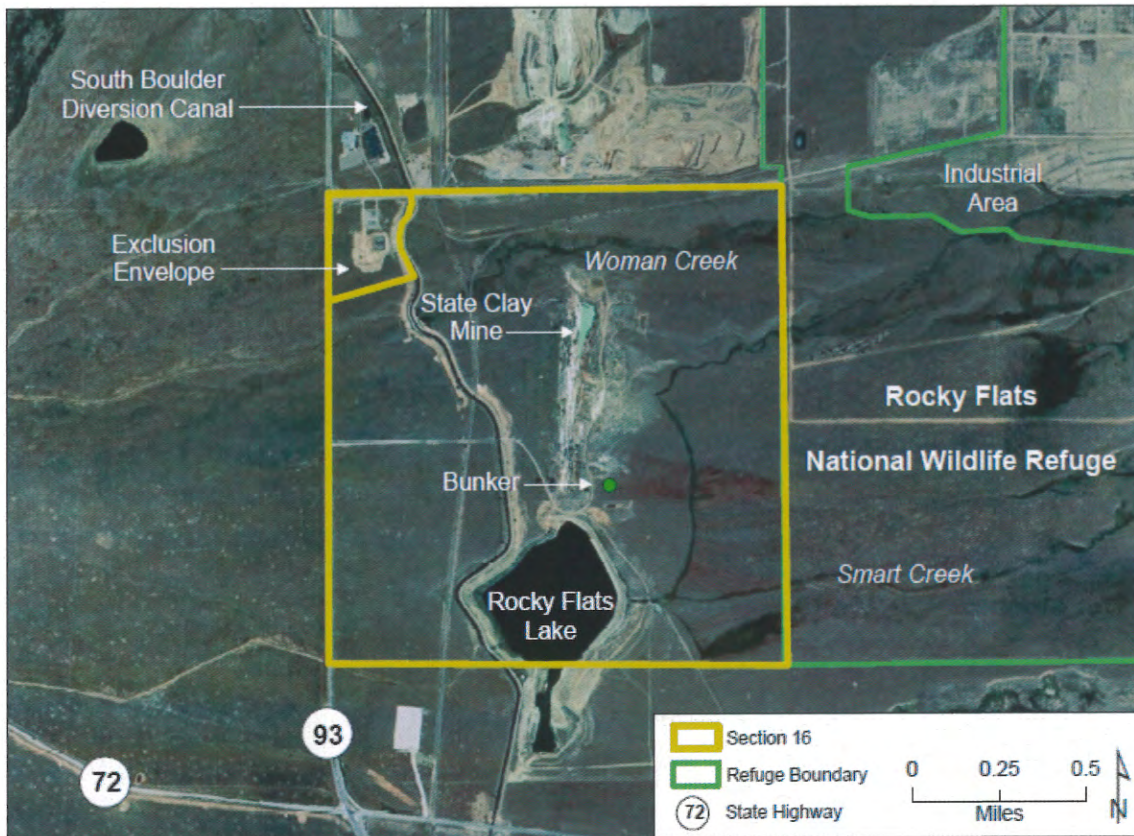 South Boulder
Diversion Canal
Industrial
Area
Exclusion
Envelope
Woman Creek
State Clay
Mine
Rocky Flats
National Wildlife Refuge
Bunker
Smart Creek
Rocky Flats
Lake
93
72
Section 16
Refuge Boundary
72 State Highway
0 0.25 0.5
Miles
N